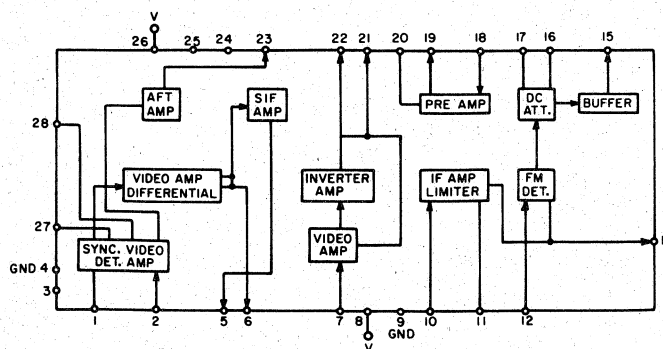 V
26
25
24
23
22
21
20
19
18
17
16
15
AFT
AMP
SIF
AMP
PRE AMP
DC
ATT.
BUFFER
28
VIDEO AMP
DIFFERENTIAL
INVERTER
AMP
IF AMP
LIMITER
FM
DET.
27
SYNC. VIDEO
DET. AMP
VIDEO
AMP
GND 4
3
1
2
5
6
7
8
9
10
11
12
GND
V